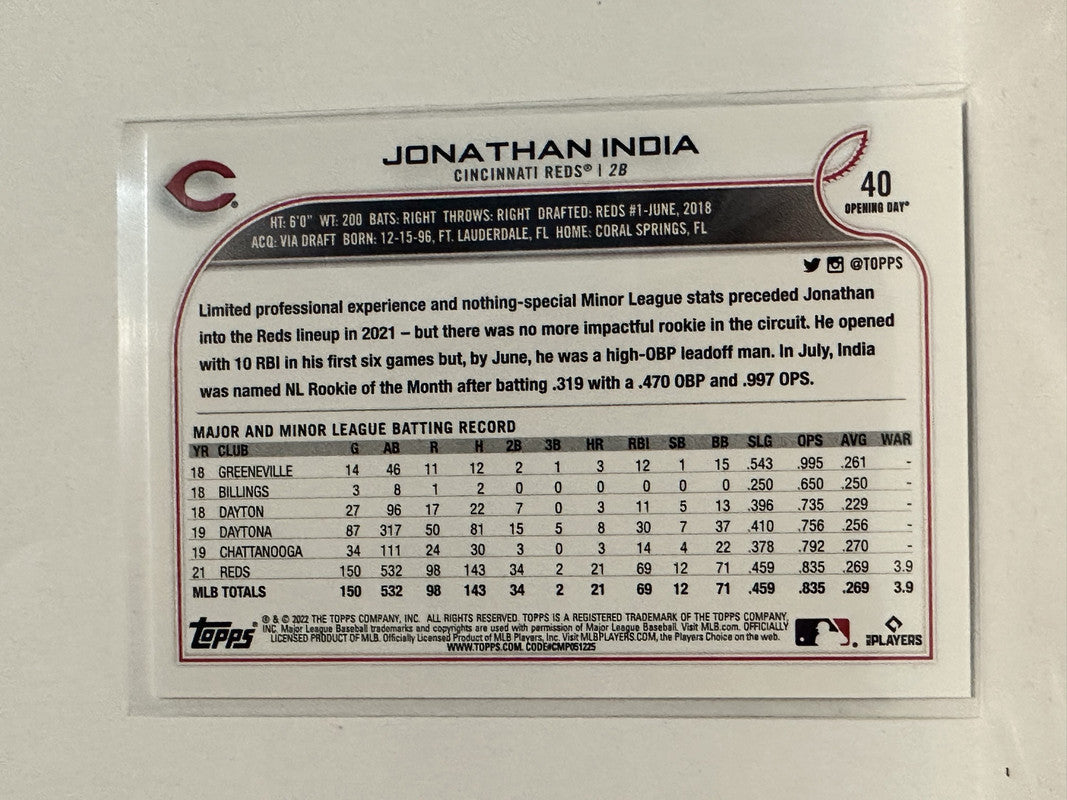 JONATHAN INDIA
CINCINNATI REDS® | 2B
40
OPENING DAY®
HT: 6'0" WT: 200 BATS: RIGHT THROWS: RIGHT DRAFTED: REDS #1-JUNE, 2018
ACQ: VIA DRAFT BORN: 12-15-96, FT. LAUDERDALE, FL HOME: CORAL SPRINGS, FL
@TOPPS
Limited professional experience and nothing-special Minor League stats preceded Jonathan
into the Reds lineup in 2021 – but there was no more impactful rookie in the circuit. He opened
with 10 RBI in his first six games but, by June, he was a high-OBP leadoff man. In July, India
was named NL Rookie of the Month after batting .319 with a .470 OBP and .997 OPS.
MAJOR AND MINOR LEAGUE BATTING RECORD
YR CLUB G AB R H 2B 3B HR RBI SB BB SLG OPS AVG WAR
18 GREENEVILLE 14 46 11 12 2 1 3 12 1 15 .543 .995 .261 -
18 BILLINGS 3 8 1 2 0 0 0 0 0 0 .250 .650 .250 -
18 DAYTON 27 96 17 22 7 0 3 11 5 13 .396 .735 .229 -
19 DAYTONA 87 317 50 81 15 5 8 30 7 37 .410 .756 .256 -
19 CHATTANOOGA 34 111 24 30 3 0 3 14 4 22 .378 .792 .270 -
21 REDS 150 532 98 143 34 2 21 69 12 71 .459 .835 .269 3.9
MLB TOTALS 150 532 98 143 34 2 21 69 12 71 .459 .835 .269 3.9
Topps®
® & © 2022 THE TOPPS COMPANY, INC. ALL RIGHTS RESERVED. TOPPS IS A REGISTERED TRADEMARK OF THE TOPPS COMPANY,
INC. Major League Baseball trademarks and copyrights are used with permission of Major League Baseball. Visit MLB.com. OFFICIALLY
LICENSED PRODUCT OF MLB. Officially Licensed Product of MLB Players, Inc. Visit MLBPLAYERS.COM, the Players Choice on the web.
WWW.TOPPS.COM. CODE#CMP051225
MLB PLAYERS